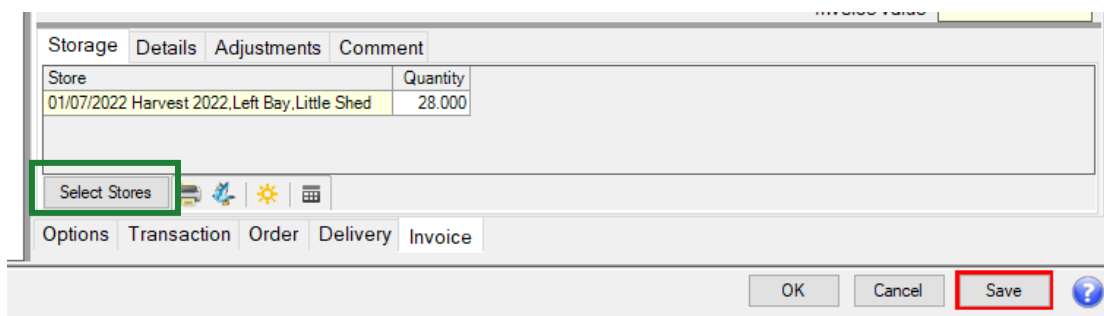 Invoice Value
Storage Details Adjustments Comment
Store Quantity
01/07/2022 Harvest 2022,Left Bay,Little Shed 28.000
Select Stores
Options Transaction Order Delivery Invoice
OK Cancel Save ?